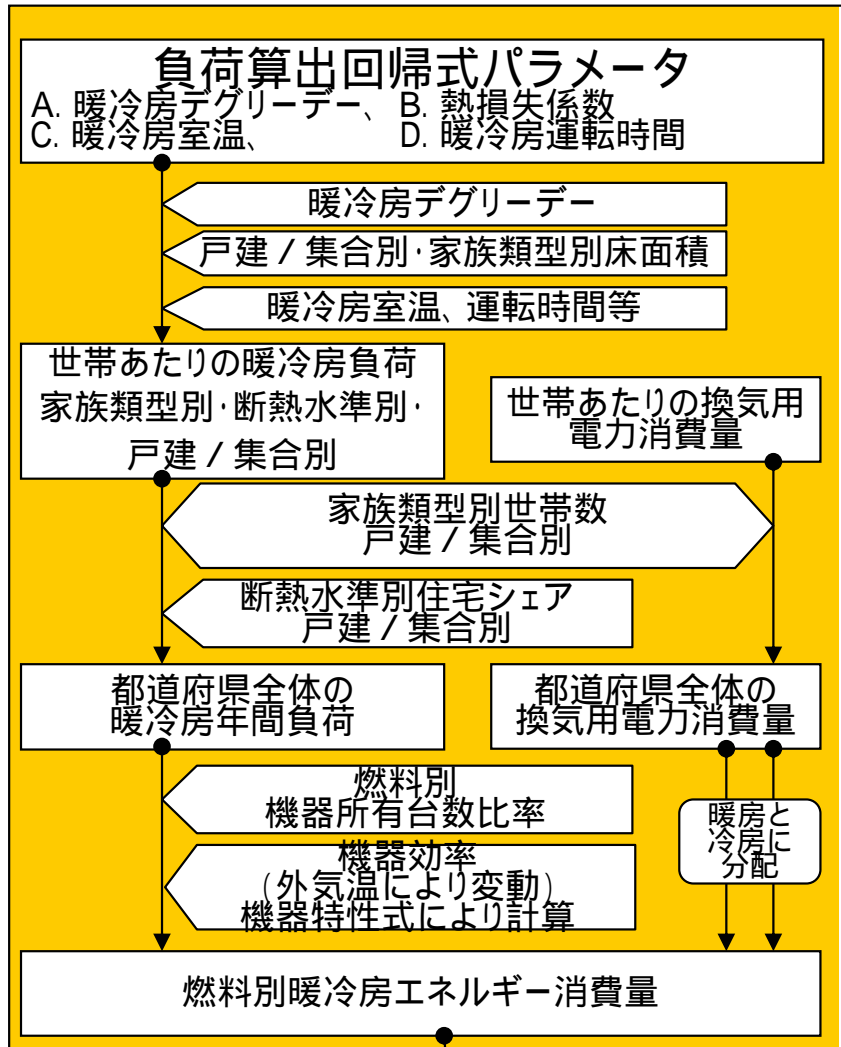 負荷算出回帰式パラメータ
A. 暖冷房デグリーデー、 B. 熱損失係数
C. 暖冷房室温、 D. 暖冷房運転時間
暖冷房デグリーデー
戸建 / 集合別･家族類型別床面積
暖冷房室温、運転時間等
世帯あたりの暖冷房負荷
家族類型別･断熱水準別･
戸建 / 集合別
世帯あたりの換気用
電力消費量
家族類型別世帯数
戸建 / 集合別
断熱水準別住宅シェア
戸建 / 集合別
都道府県全体の
暖冷房年間負荷
都道府県全体の
換気用電力消費量
燃料別
機器所有台数比率
暖房と
冷房に
分配
機器効率
(外気温により変動)
機器特性式により計算
燃料別暖冷房エネルギー消費量